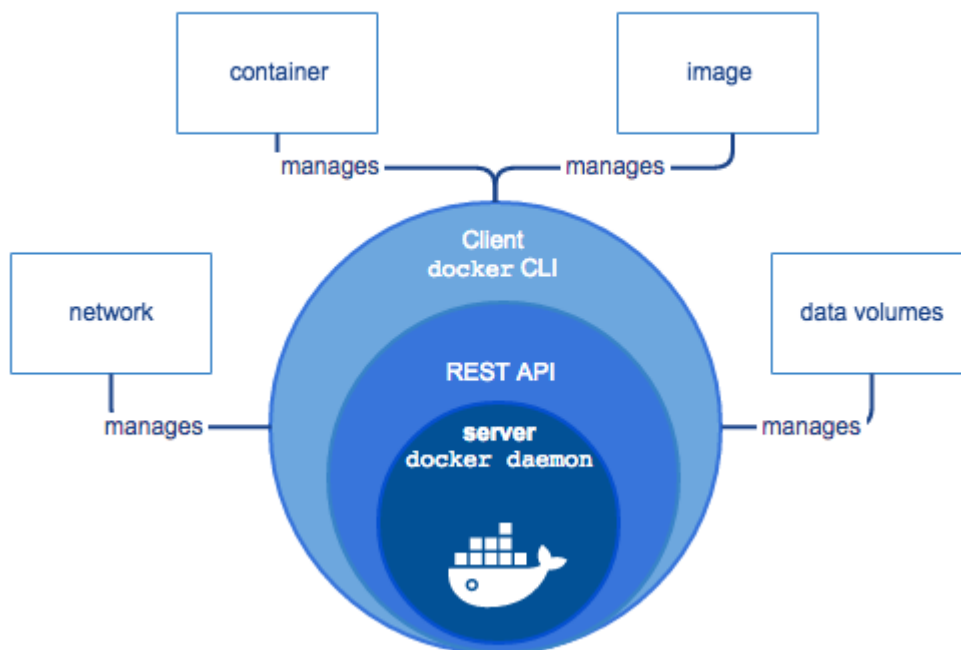 container
image
manages
manages
Client
docker CLI
network
data volumes
REST API
manages
manages
server
docker daemon